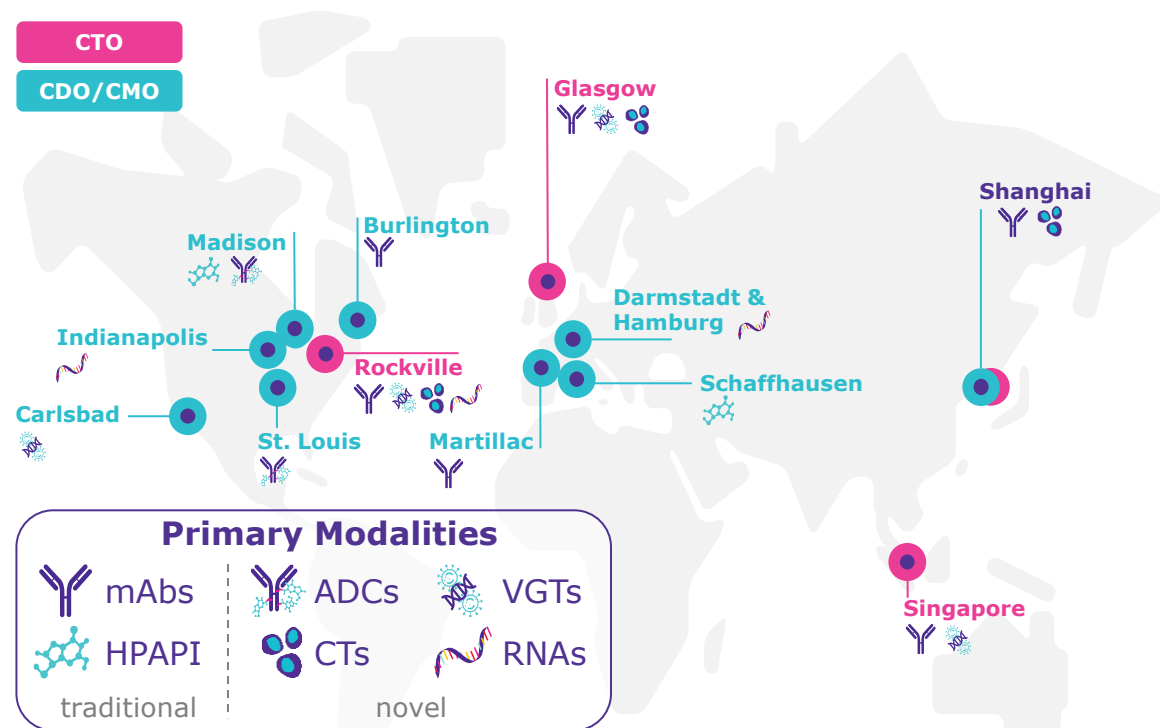 CTO
CDO/CMO
Glasgow
Shanghai
Burlington
Madison
Darmstadt &
Hamburg
Indianapolis
Rockville
Schaffhausen
Carlsbad
St. Louis
Martillac
Singapore
Primary Modalities
mAbs
ADCs
VGTs
HPAPI
CTs
RNAs
traditional
novel